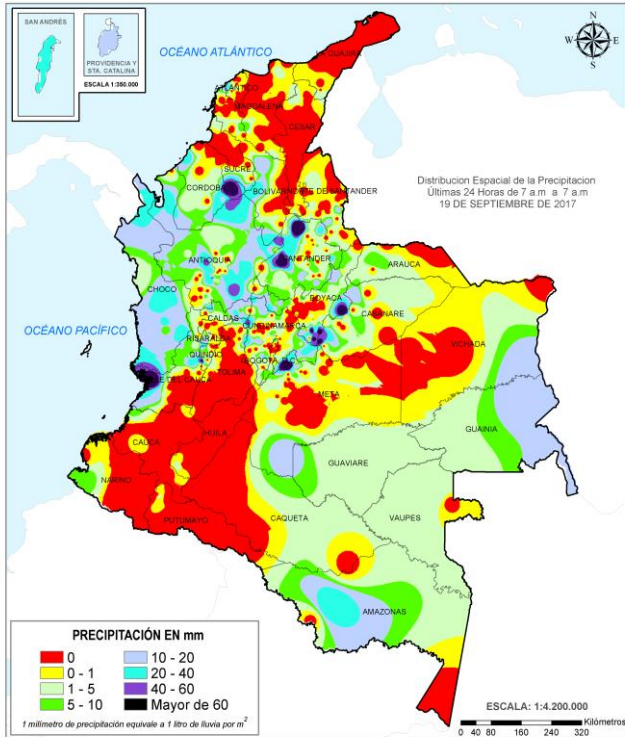 SAN ANDRÉS
PROVIDENCIA Y
STA. CATALINA
ESCALA 1:350.000
OCÉANO ATLÁNTICO
N
W E
S
LA GUAJIRA
ATLÁNTICO
MAGDALENA
CESAR
SUCRE
CORDOBA
BOLIVAR
NORTE DE SANTANDER
Distribucion Espacial de la Precipitacion
Últimas 24 Horas de 7 a.m a 7 a.m
19 DE SEPTIEMBRE DE 2017
ANTIOQUIA
SANTANDER
ARAUCA
CHOCO
BOYACA
CASANARE
OCÉANO PACÍFICO
CALDAS
CUNDINAMARCA
RISARALDA
VICHADA
QUINDIO
BOGOTA
TOLIMA
VALLE DEL CAUCA
META
GUAINIA
CAUCA
HUILA
GUAVIARE
NARIÑO
CAQUETA
VAUPES
PUTUMAYO
AMAZONAS
PRECIPITACIÓN EN mm
0 10 - 20
0 - 1 20 - 40
1 - 5 40 - 60
5 - 10 Mayor de 60
1 milímetro de precipitación equivale a 1 litro de lluvia por m²
ESCALA: 1:4.200.000
Kilómetros
0 40 80 160 240 320